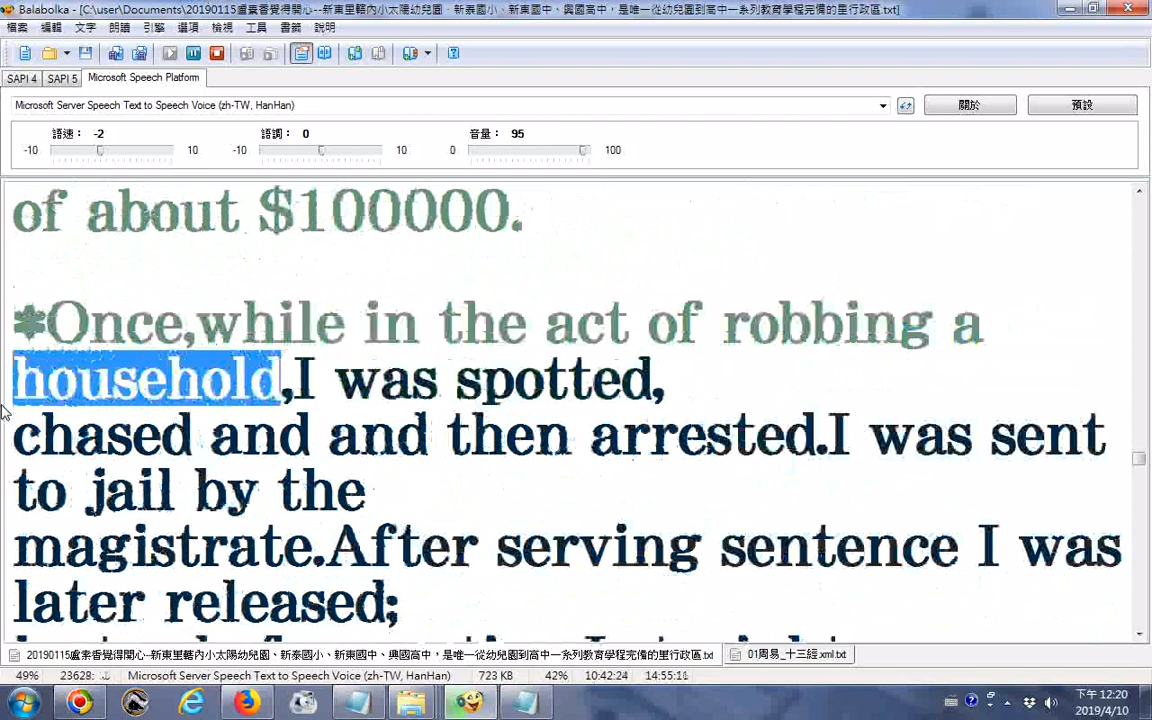 Balabolka - [C:\user\Documents\20190115盧素香覺得開心--新東里轄內小太陽幼兒園、新泰國小、新東國中、興國高中，是唯一從幼兒園到高中一系列教育學程完備的里行政區.txt]
檔案 編輯 文字 朗讀 引擎 選項 檢視 工具 書籤 說明
SAPI 4 SAPI 5 Microsoft Speech Platform
Microsoft Server Speech Text to Speech Voice (zh-TW, HanHan) 關於 預設
語速： -2 語調： 0 音量： 95
-10 10 -10 10 0 100
of about $100000.
*Once,while in the act of robbing a
household,I was spotted,
chased and and then arrested.I was sent
to jail by the
magistrate.After serving sentence I was
later released;
20190115盧素香覺得開心--新東里轄內小太陽幼兒園、新泰國小、新東國中、興國高中，是唯一從幼兒園到高中一系列教育學程完備的里行政區.txt 01周易_十三經.xml.txt
49% 23628: Microsoft Server Speech Text to Speech Voice (zh-TW, HanHan) 723 KB 42% 10:42:24
下午 12:20
2019/4/10